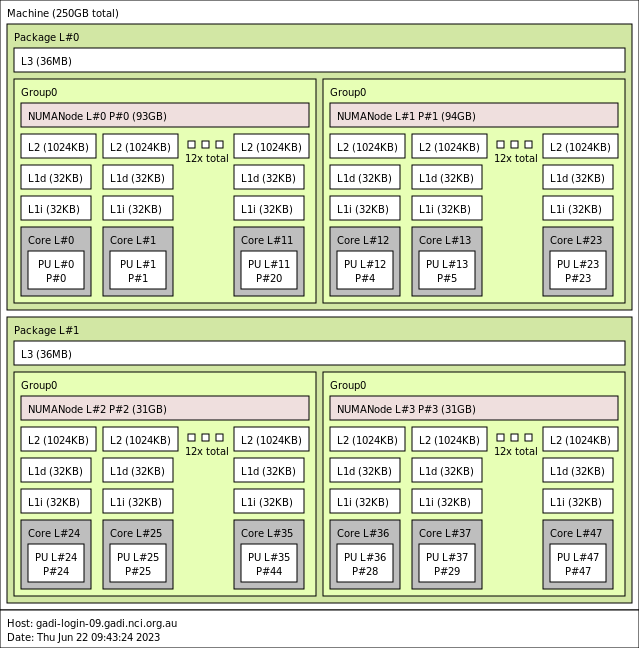 Machine (250GB total)
Package L#0
L3 (36MB)
Group0
NUMANode L#0 P#0 (93GB)
L2 (1024KB) L2 (1024KB) 12x total L2 (1024KB)
L1d (32KB) L1d (32KB) L1d (32KB)
L1i (32KB) L1i (32KB) L1i (32KB)
Core L#0 Core L#1 Core L#11
PU L#0 PU L#1 PU L#11
P#0 P#1 P#20
Group0
NUMANode L#1 P#1 (94GB)
L2 (1024KB) L2 (1024KB) 12x total L2 (1024KB)
L1d (32KB) L1d (32KB) L1d (32KB)
L1i (32KB) L1i (32KB) L1i (32KB)
Core L#12 Core L#13 Core L#23
PU L#12 PU L#13 PU L#23
P#4 P#5 P#23
Package L#1
L3 (36MB)
Group0
NUMANode L#2 P#2 (31GB)
L2 (1024KB) L2 (1024KB) 12x total L2 (1024KB)
L1d (32KB) L1d (32KB) L1d (32KB)
L1i (32KB) L1i (32KB) L1i (32KB)
Core L#24 Core L#25 Core L#35
PU L#24 PU L#25 PU L#35
P#24 P#25 P#44
Group0
NUMANode L#3 P#3 (31GB)
L2 (1024KB) L2 (1024KB) 12x total L2 (1024KB)
L1d (32KB) L1d (32KB) L1d (32KB)
L1i (32KB) L1i (32KB) L1i (32KB)
Core L#36 Core L#37 Core L#47
PU L#36 PU L#37 PU L#47
P#28 P#29 P#47
Host: gadi-login-09.gadi.nci.org.au
Date: Thu Jun 22 09:43:24 2023